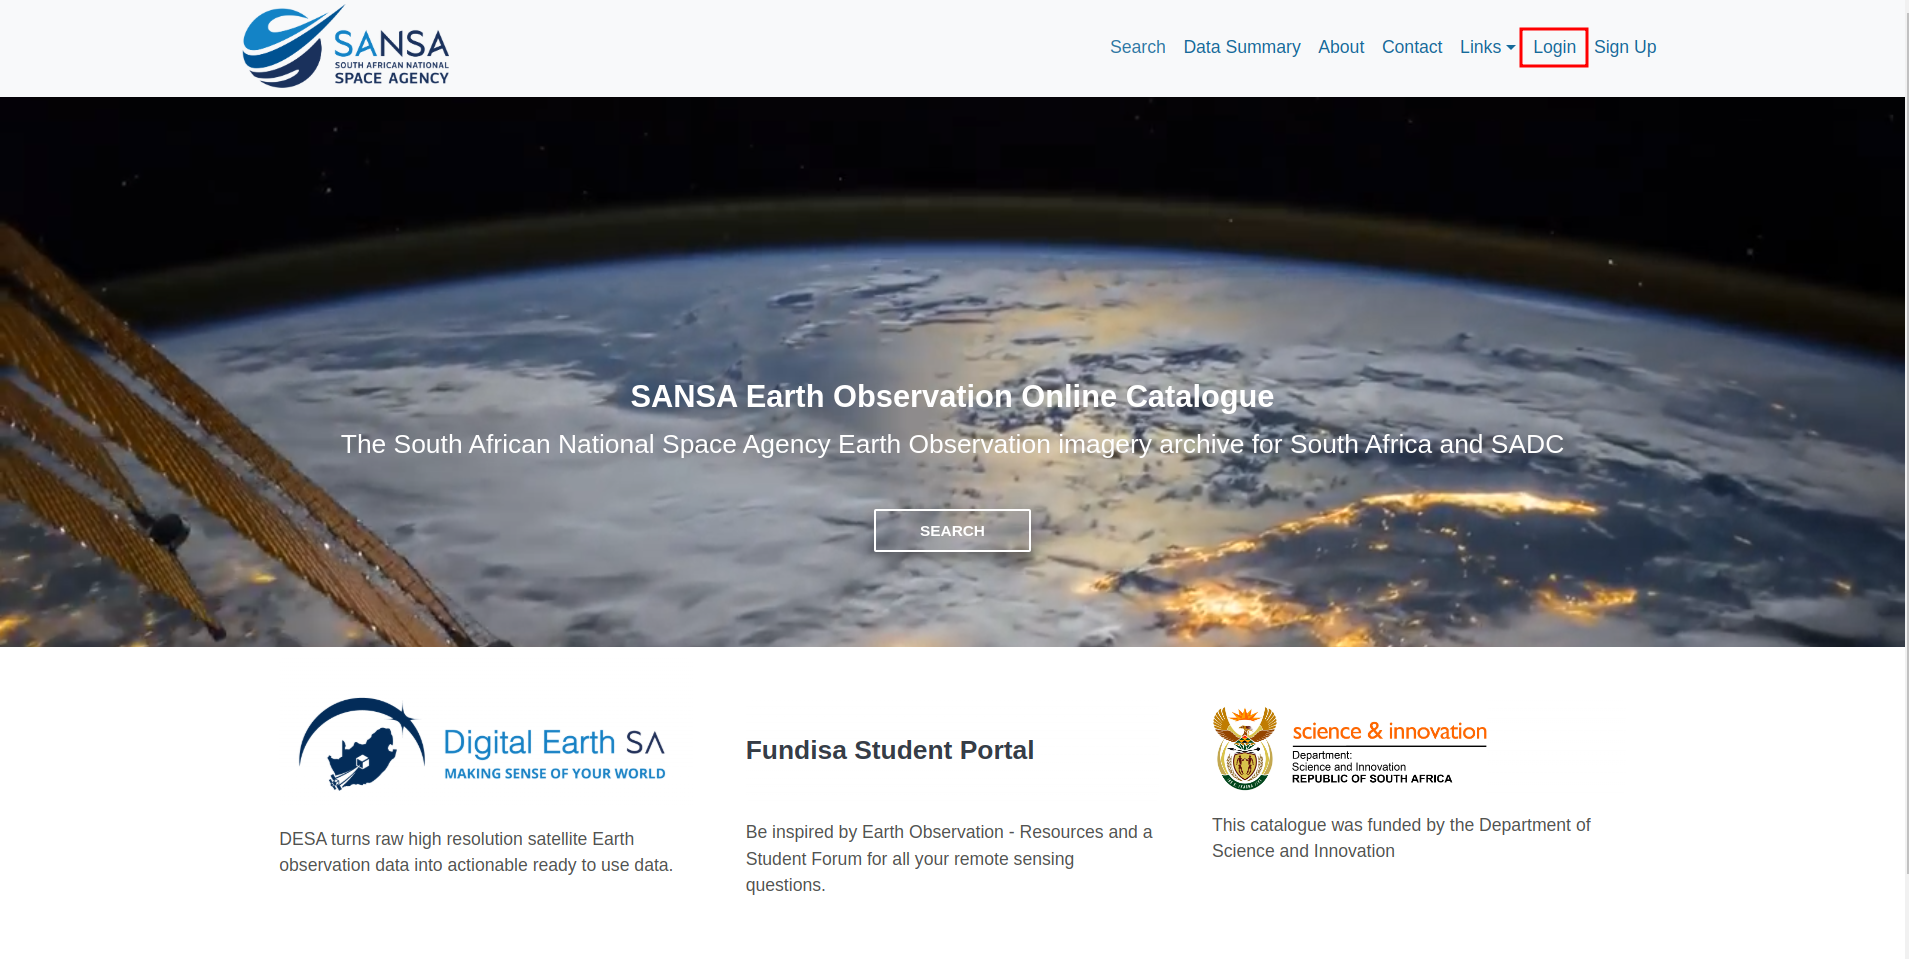 SANSA
SOUTH AFRICAN NATIONAL
SPACE AGENCY
Search Data Summary About Contact Links Login Sign Up
SANSA Earth Observation Online Catalogue
The South African National Space Agency Earth Observation imagery archive for South Africa and SADC
SEARCH
Digital Earth SA
MAKING SENSE OF YOUR WORLD
DESA turns raw high resolution satellite Earth
observation data into actionable ready to use data.
Fundisa Student Portal
Be inspired by Earth Observation - Resources and a
Student Forum for all your remote sensing
questions.
science & innovation
Department:
Science and Innovation
REPUBLIC OF SOUTH AFRICA
This catalogue was funded by the Department of
Science and Innovation